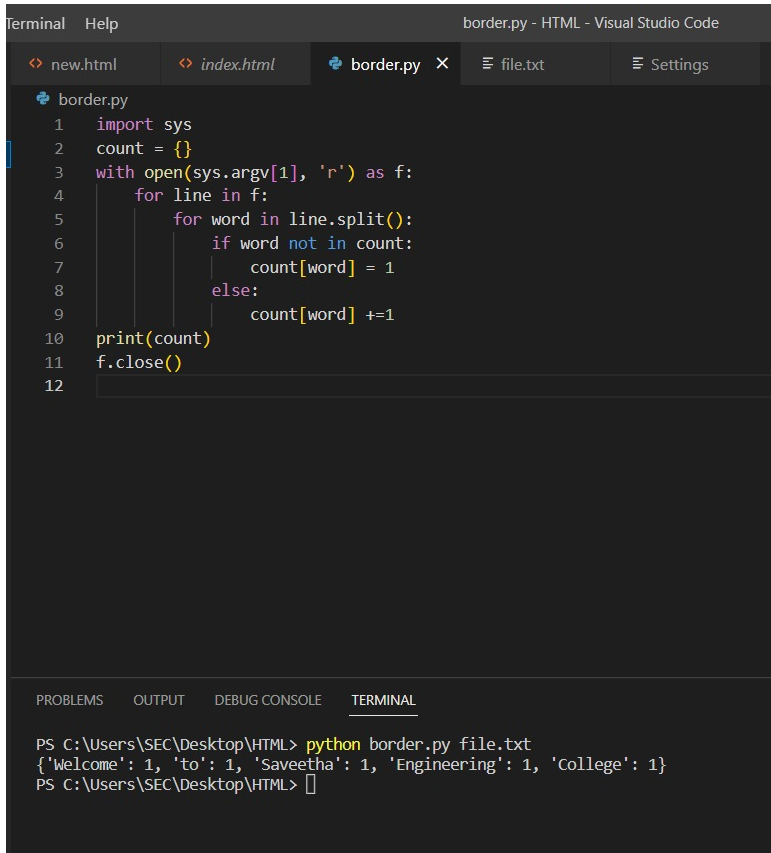 Terminal Help border.py - HTML - Visual Studio Code
new.html index.html border.py file.txt Settings
border.py
1 import sys
2 count = {}
3 with open(sys.argv[1], 'r') as f:
4 for line in f:
5 for word in line.split():
6 if word not in count:
7 count[word] = 1
8 else:
9 count[word] +=1
10 print(count)
11 f.close()
12
PROBLEMS OUTPUT DEBUG CONSOLE TERMINAL
PS C:\Users\SEC\Desktop\HTML> python border.py file.txt
{'Welcome': 1, 'to': 1, 'Saveetha': 1, 'Engineering': 1, 'College': 1}
PS C:\Users\SEC\Desktop\HTML>